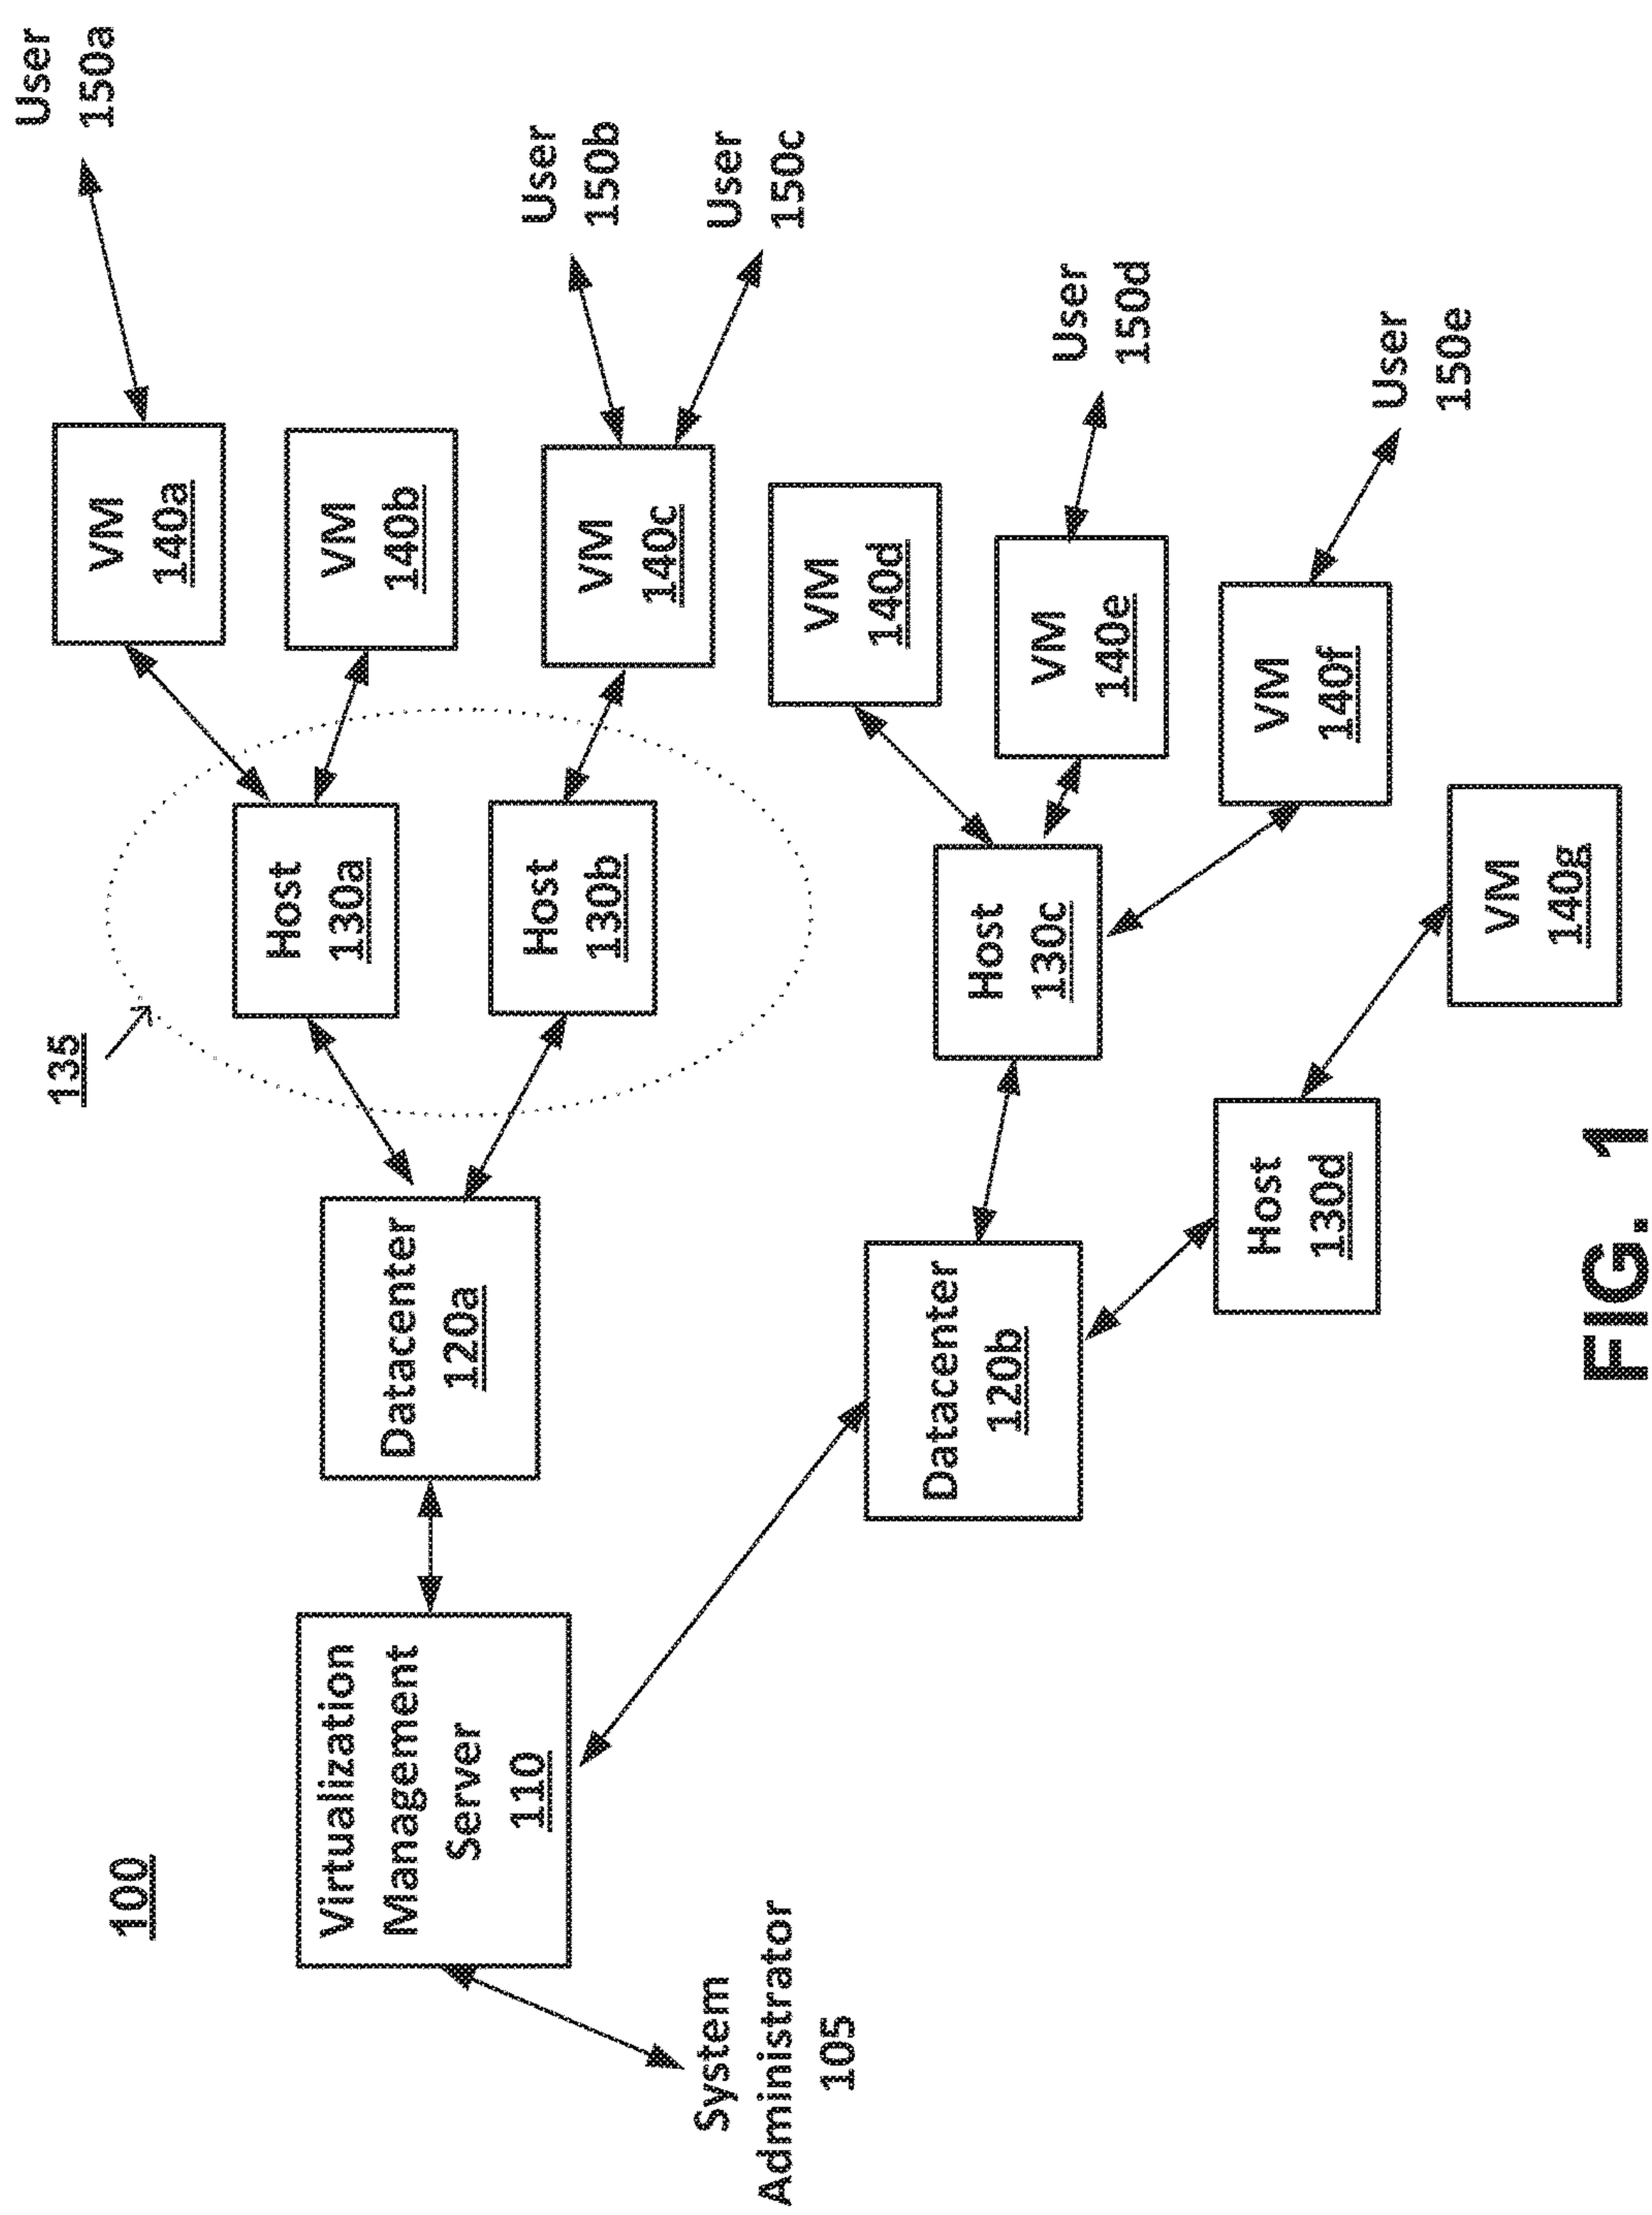 100
System
Administrator
105
Virtualization
Management
Server
110
Datacenter
120a
Datacenter
120b
135
Host
130a
Host
130b
Host
130c
Host
130d
VM
140a
VM
140b
VM
140c
VM
140d
VM
140e
VM
140f
VM
140g
User
150a
User
150b
User
150c
User
150d
User
150e
FIG. 1